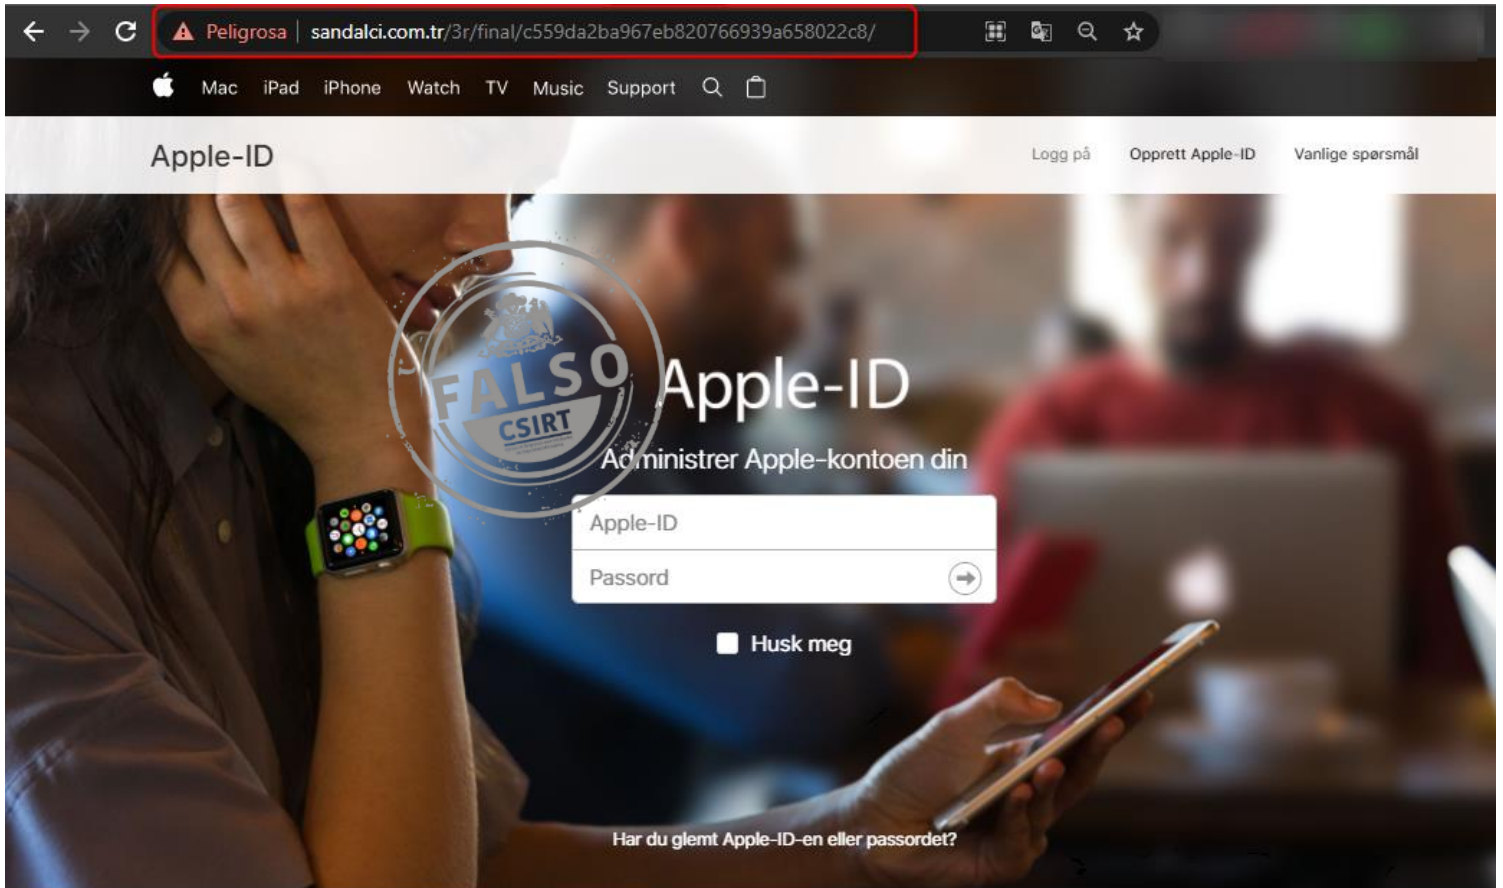 Peligrosa | sandalci.com.tr/3r/final/c559da2ba967eb820766939a658022c8/
Mac iPad iPhone Watch TV Music Support
Apple-ID
Logg på Opprett Apple-ID Vanlige spørsmål
FALSO
CSIRT
Apple-ID
Administrer Apple-kontoen din
Apple-ID
Passord
Husk meg
Har du glemt Apple-ID-en eller passordet?